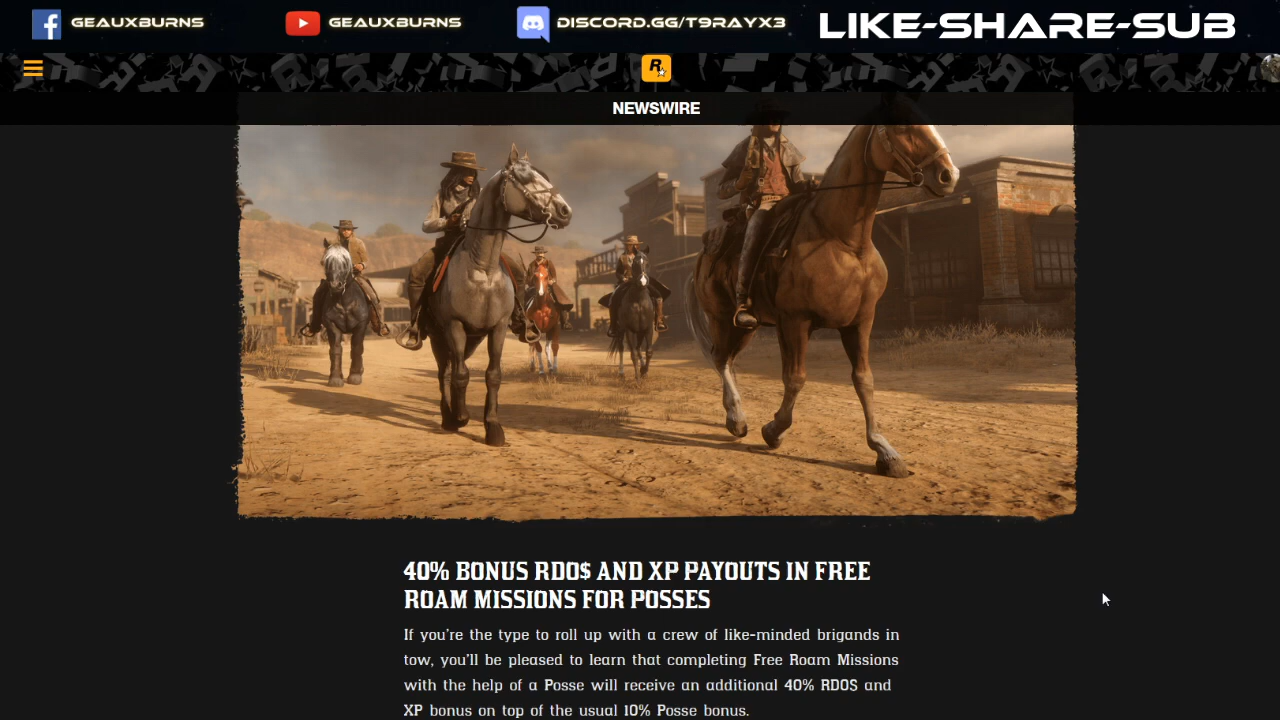 GEAUXBURNS
GEAUXBURNS
DISCORD.GG/T9RAYX3
LIKE-SHARE-SUB
R
NEWSWIRE
40% BONUS RDO$ AND XP PAYOUTS IN FREE
ROAM MISSIONS FOR POSSES
If you're the type to roll up with a crew of like-minded brigands in
tow, you'll be pleased to learn that completing Free Roam Missions
with the help of a Posse will receive an additional 40% RDO$ and
XP bonus on top of the usual 10% Posse bonus.